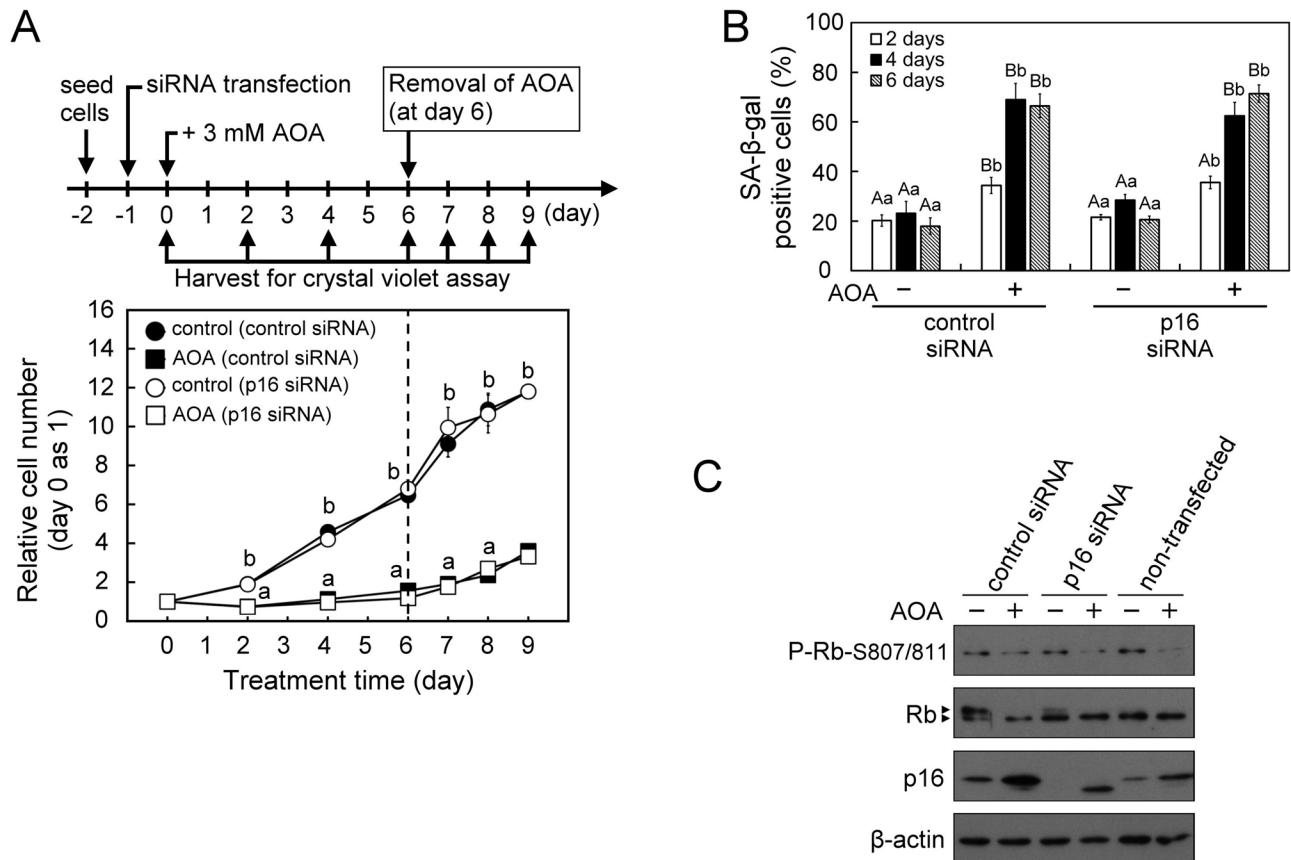 A
seed
cells
siRNA transfection
+ 3 mM AOA
Removal of AOA
(at day 6)
-2 -1 0 1 2 3 4 5 6 7 8 9 (day)
Harvest for crystal violet assay
16
14
12
10
8
6
4
2
0
Relative cell number
(day 0 as 1)
control (control siRNA)
AOA (control siRNA)
control (p16 siRNA)
AOA (p16 siRNA)
b b b b b b
a a a a a
0 1 2 3 4 5 6 7 8 9
Treatment time (day)
B
100
80
60
40
20
0
SA-β-gal
positive cells (%)
2 days
4 days
6 days
Aa Aa Aa Bb Bb Bb Aa Aa Aa Ab Bb Bb
AOA − + − +
control
siRNA
p16
siRNA
C
control siRNA
p16 siRNA
non-transfected
AOA − + − + − +
P-Rb-S807/811
Rb
p16
β-actin